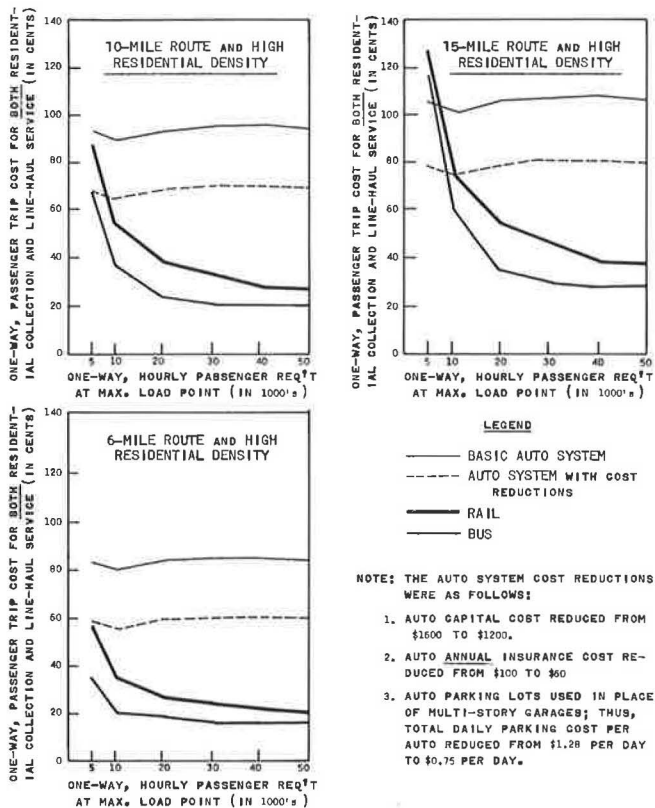 ONE-WAY, PASSENGER TRIP COST FOR BOTH RESIDENT-
IAL COLLECTION AND LINE-HAUL SERVICE (IN CENTS)
140
120
100
80
60
40
20
0
10-MILE ROUTE AND HIGH
RESIDENTIAL DENSITY
5 10 20 30 40 50
ONE-WAY, HOURLY PASSENGER REQ'T
AT MAX. LOAD POINT (IN 1000's)
ONE-WAY, PASSENGER TRIP COST FOR BOTH RESIDENT-
IAL COLLECTION AND LINE-HAUL SERVICE (IN CENTS)
140
120
100
80
60
40
20
0
15-MILE ROUTE AND HIGH
RESIDENTIAL DENSITY
5 10 20 30 40 50
ONE-WAY, HOURLY PASSENGER REQ'T
AT MAX. LOAD POINT (IN 1000's)
ONE-WAY, PASSENGER TRIP COST FOR BOTH RESIDENT-
IAL COLLECTION AND LINE-HAUL SERVICE (IN CENTS)
140
120
100
80
60
40
20
0
6-MILE ROUTE AND HIGH
RESIDENTIAL DENSITY
5 10 20 30 40 50
ONE-WAY, HOURLY PASSENGER REQ'T
AT MAX. LOAD POINT (IN 1000's)
LEGEND
BASIC AUTO SYSTEM
AUTO SYSTEM WITH COST
REDUCTIONS
RAIL
BUS
NOTE: THE AUTO SYSTEM COST REDUCTIONS
WERE AS FOLLOWS:
1. AUTO CAPITAL COST REDUCED FROM
$1600 TO $1200.
2. AUTO ANNUAL INSURANCE COST RE-
DUCED FROM $100 TO $60
3. AUTO PARKING LOTS USED IN PLACE
OF MULTI-STORY GARAGES; THUS,
TOTAL DAILY PARKING COST PER
AUTO REDUCED FROM $1.28 PER DAY
TO $0.75 PER DAY.